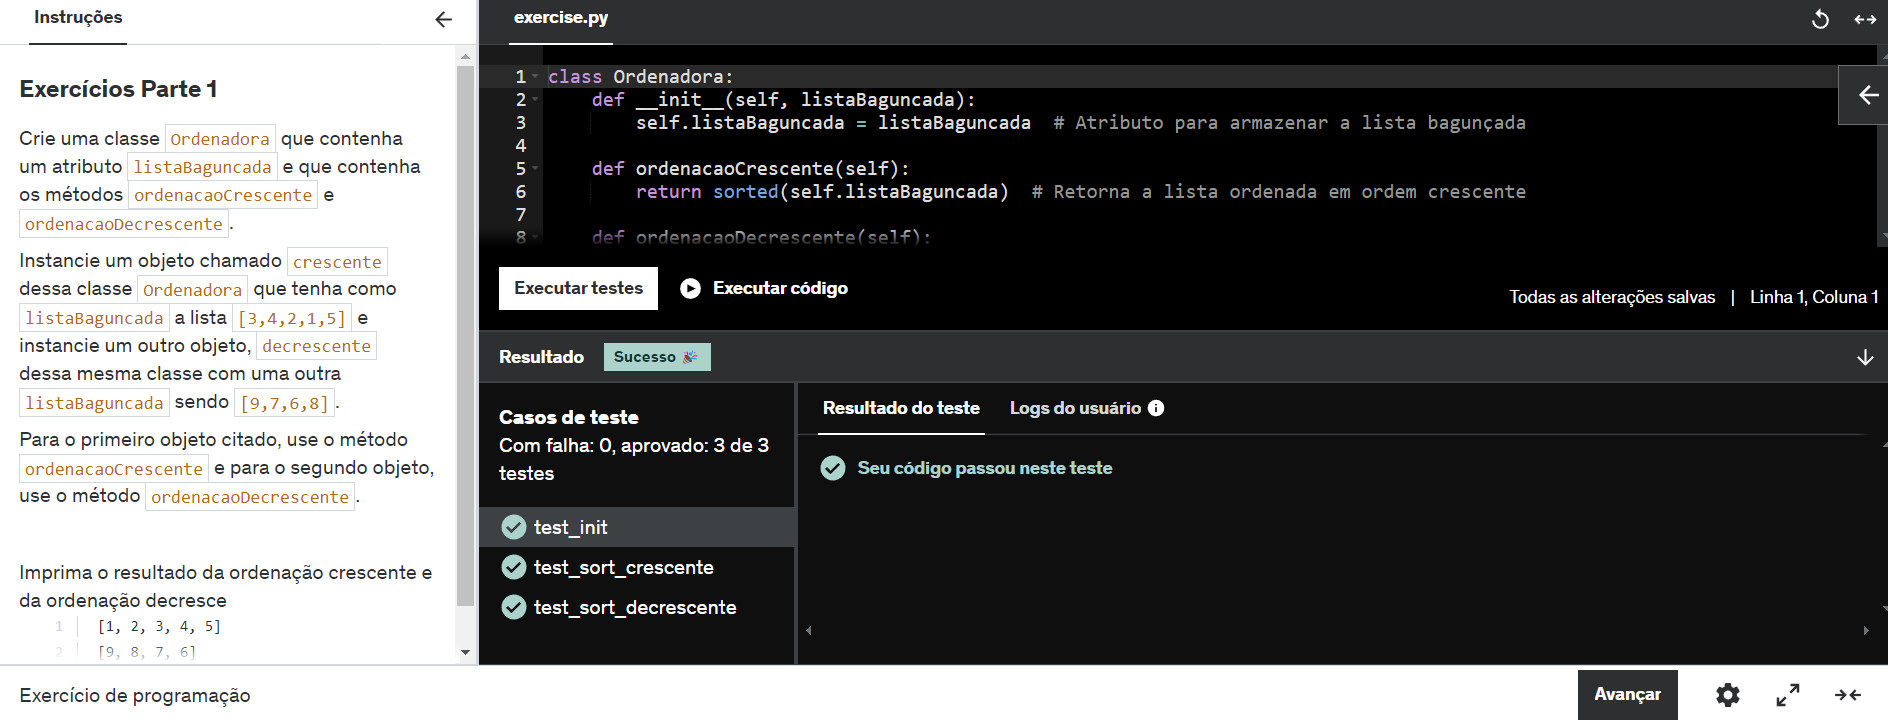 Instruções
Exercícios Parte 1
Crie uma classe Ordenadora que contenha
um atributo listaBaguncada e que contenha
os métodos ordenacaoCrescente e
ordenacaoDecrescente.
Instancie um objeto chamado crescente
dessa classe Ordenadora que tenha como
listaBaguncada a lista [3,4,2,1,5] e
instancie um outro objeto, decrescente
dessa mesma classe com uma outra
listaBaguncada sendo [9,7,6,8].
Para o primeiro objeto citado, use o método
ordenacaoCrescente e para o segundo objeto,
use o método ordenacaoDecrescente.
Imprima o resultado da ordenação crescente e
da ordenação decresce
1 [1, 2, 3, 4, 5]
2 [9, 8, 7, 6]
exercise.py
1 class Ordenadora:
2 def __init__(self, listaBaguncada):
3 self.listaBaguncada = listaBaguncada # Atributo para armazenar a lista bagunçada
4
5 def ordenacaoCrescente(self):
6 return sorted(self.listaBaguncada) # Retorna a lista ordenada em ordem crescente
7
8 def ordenacaoDecrescente(self):
Executar testes Executar código
Todas as alterações salvas | Linha 1, Coluna 1
Resultado Sucesso 🎉
Casos de teste
Com falha: 0, aprovado: 3 de 3
testes
test_init
test_sort_crescente
test_sort_decrescente
Resultado do teste Logs do usuário
Seu código passou neste teste
Exercício de programação
Avançar